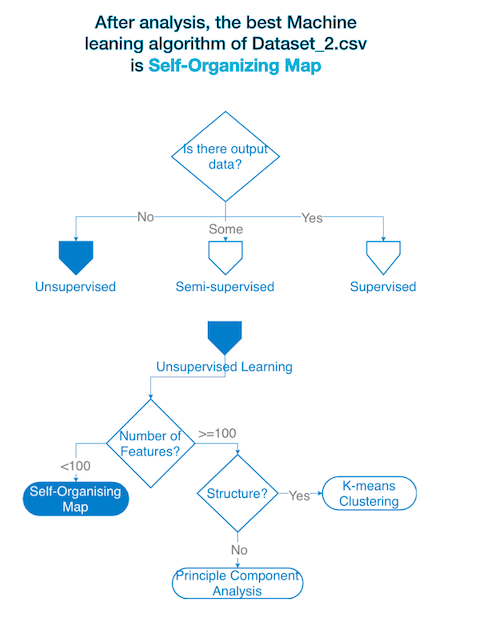 After analysis, the best Machine
leaning algorithm of Dataset_2.csv
is Self-Organizing Map
Is there output
data?
No
Some
Yes
Unsupervised
Semi-supervised
Supervised
Unsupervised Learning
Number of
Features?
>=100
<100
Self-Organising
Map
Structure?
Yes
K-means
Clustering
No
Principle Component
Analysis